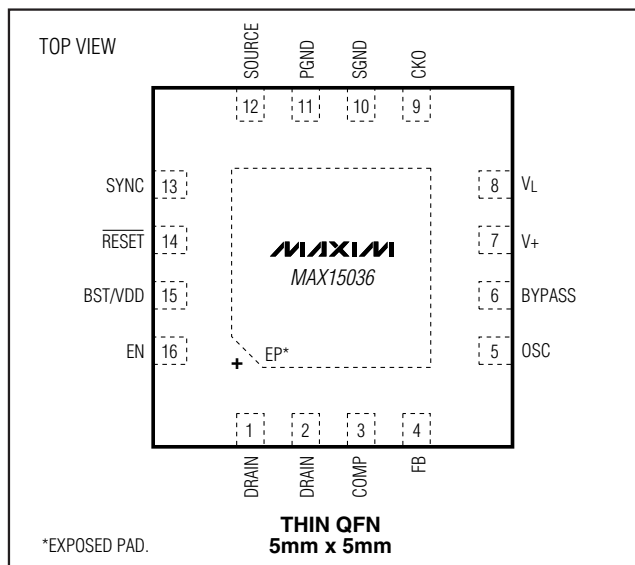 TOP VIEW
SOURCE
PGND
SGND
CKO
12
11
10
9
SYNC 13
RESET 14
BST/VDD 15
EN 16
8 VL
7 V+
6 BYPASS
5 OSC
MAXIM
MAX15036
+
EP*
1
2
3
4
DRAIN
DRAIN
COMP
FB
*EXPOSED PAD.
THIN QFN
5mm x 5mm